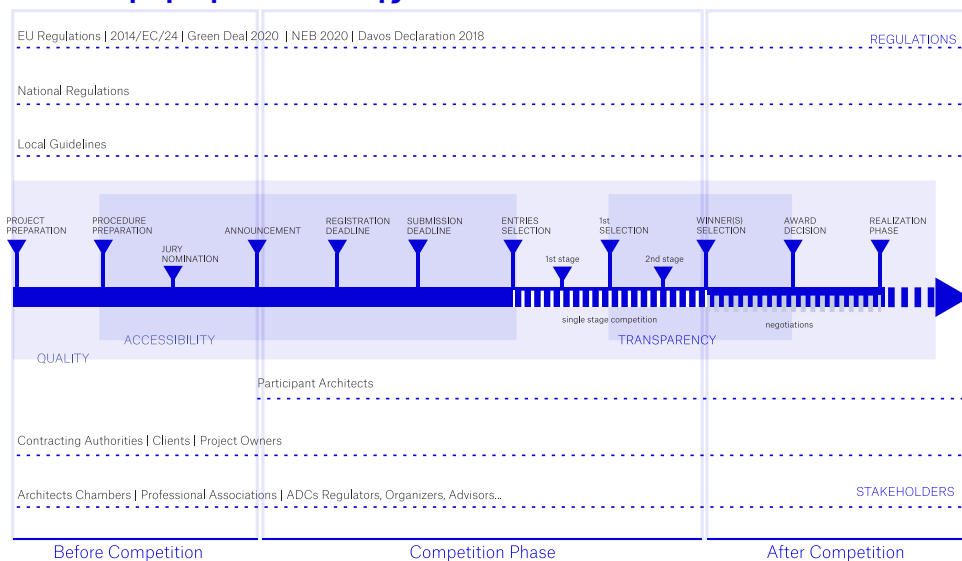 EU Regulations | 2014/EC/24 | Green Deal 2020 | NEB 2020 | Davos Declaration 2018
REGULATIONS
National Regulations
Local Guidelines
PROJECT
PREPARATION
PROCEDURE
PREPARATION
JURY
NOMINATION
ANNOUNCEMENT
REGISTRATION
DEADLINE
SUBMISSION
DEADLINE
ENTRIES
SELECTION
1st stage
1st
SELECTION
2nd stage
WINNER(S)
SELECTION
AWARD
DECISION
REALIZATION
PHASE
single stage competition
negotiations
ACCESSIBILITY
TRANSPARENCY
QUALITY
Participant Architects
Contracting Authorities | Clients | Project Owners
Architects Chambers | Professional Associations | ADCs Regulators, Organizers, Advisors...
STAKEHOLDERS
Before Competition
Competition Phase
After Competition